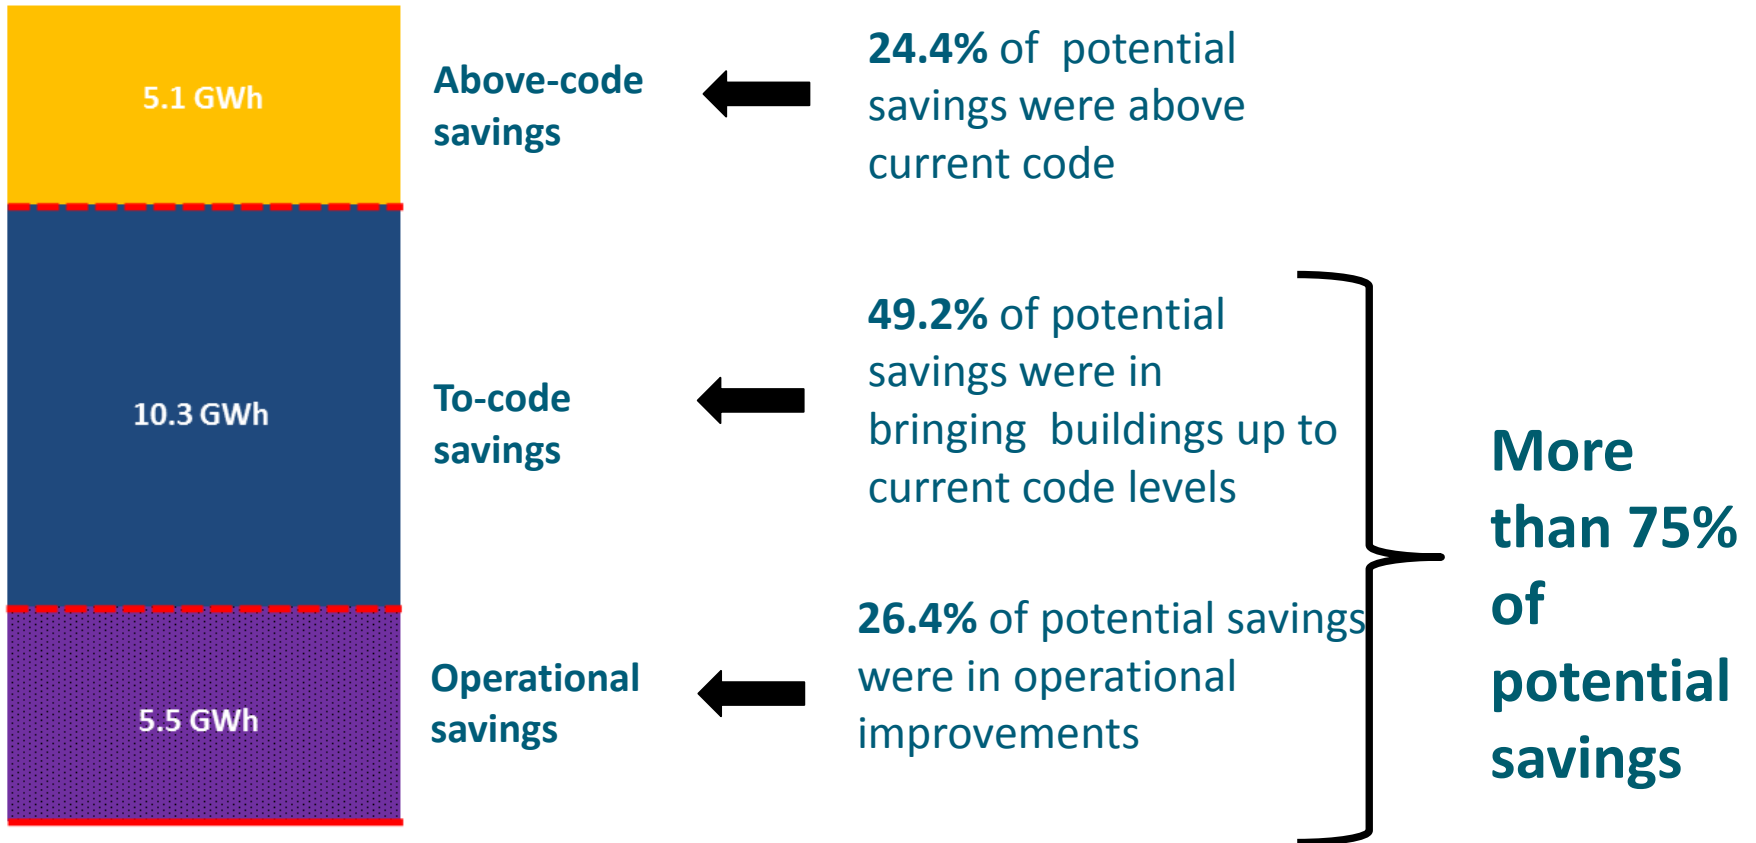 5.1 GWh
Above-code
savings
24.4% of potential
savings were above
current code
10.3 GWh
To-code
savings
49.2% of potential
savings were in
bringing buildings up to
current code levels
5.5 GWh
Operational
savings
26.4% of potential savings
were in operational
improvements
More
than 75%
of
potential
savings